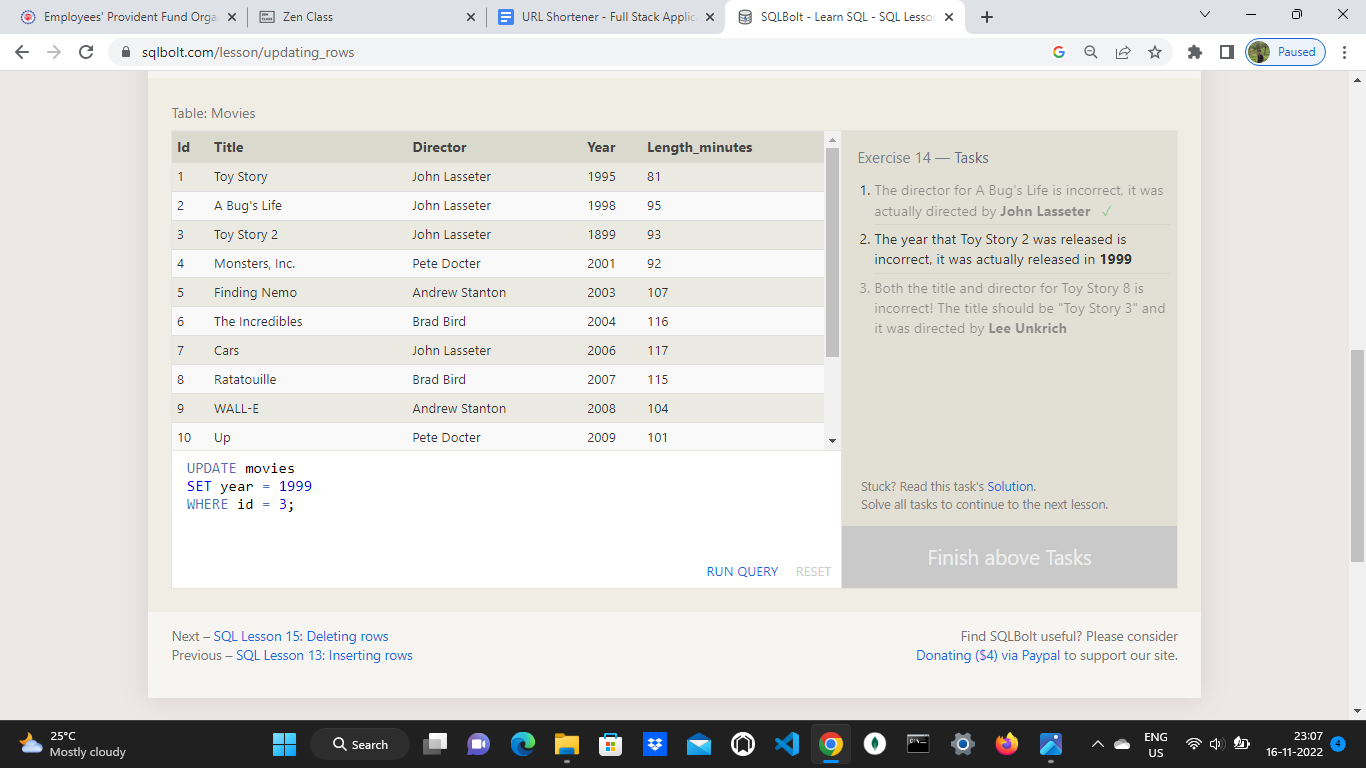 Employees' Provident Fund Orga
Zen Class
URL Shortener - Full Stack Applic
SQLBolt - Learn SQL - SQL Lesson
sqlbolt.com/lesson/updating_rows
Paused
Table: Movies
Id Title Director Year Length_minutes
1 Toy Story John Lasseter 1995 81
2 A Bug's Life John Lasseter 1998 95
3 Toy Story 2 John Lasseter 1899 93
4 Monsters, Inc. Pete Docter 2001 92
5 Finding Nemo Andrew Stanton 2003 107
6 The Incredibles Brad Bird 2004 116
7 Cars John Lasseter 2006 117
8 Ratatouille Brad Bird 2007 115
9 WALL-E Andrew Stanton 2008 104
10 Up Pete Docter 2009 101
UPDATE movies
SET year = 1999
WHERE id = 3;
RUN QUERY RESET
Exercise 14 — Tasks
1. The director for A Bug's Life is incorrect, it was
actually directed by John Lasseter ✓
2. The year that Toy Story 2 was released is
incorrect, it was actually released in 1999
3. Both the title and director for Toy Story 8 is
incorrect! The title should be "Toy Story 3" and
it was directed by Lee Unkrich
Stuck? Read this task's Solution.
Solve all tasks to continue to the next lesson.
Finish above Tasks
Next – SQL Lesson 15: Deleting rows
Previous – SQL Lesson 13: Inserting rows
Find SQLBolt useful? Please consider
Donating ($4) via Paypal to support our site.
25°C
Mostly cloudy
Search
ENG
US
23:07
16-11-2022
4